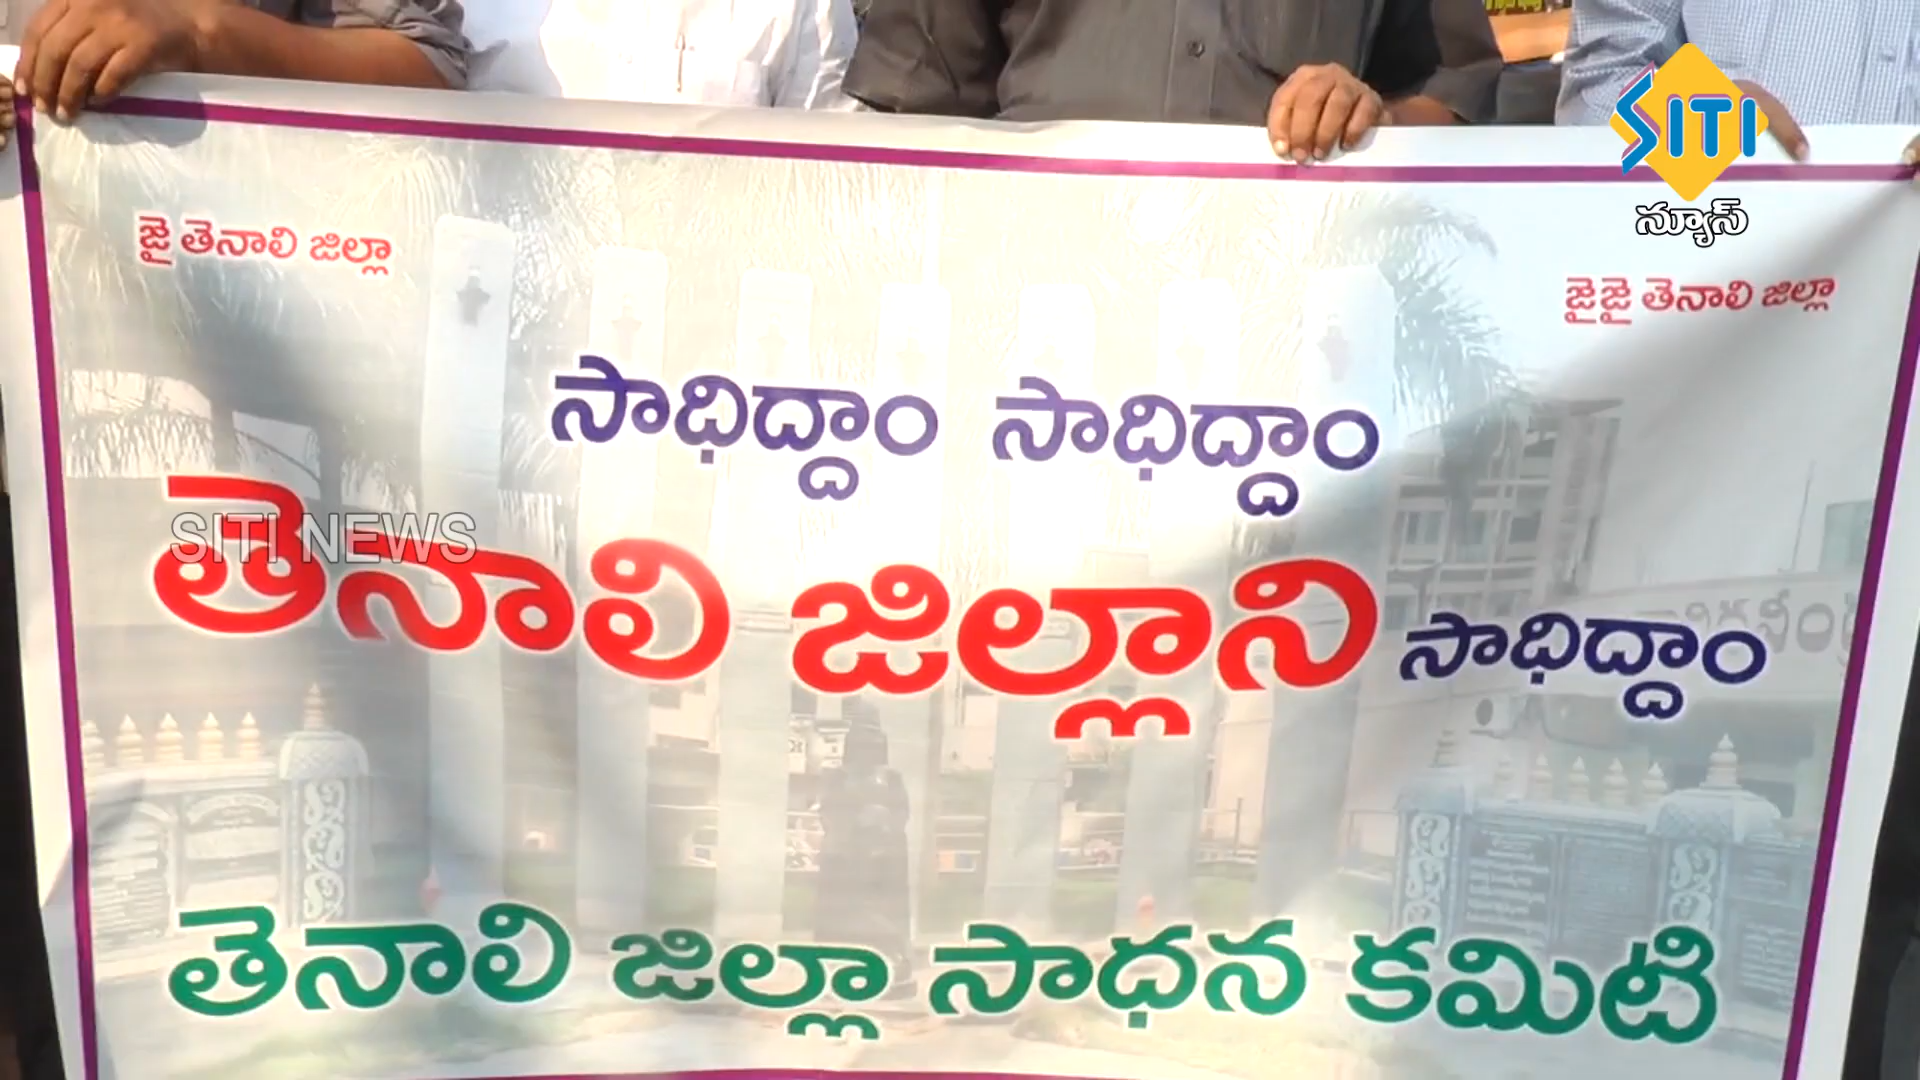 SITI
న్యూస్
జై తెనాలి జిల్లా
జైజై తెనాలి జిల్లా
సాధిద్దాం సాధిద్దాం
తెనాలి జిల్లాని సాధిద్దాం
SITI NEWS
తెనాలి జిల్లా సాధన కమిటి